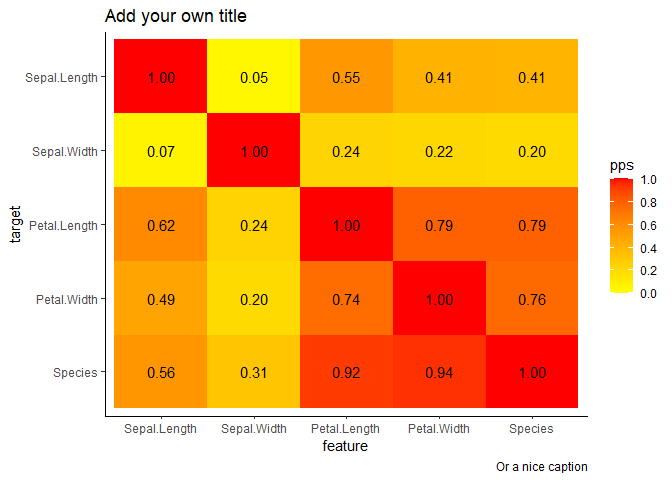 Add your own title
target
Sepal.Length 1.00 0.05 0.55 0.41 0.41
Sepal.Width 0.07 1.00 0.24 0.22 0.20
Petal.Length 0.62 0.24 1.00 0.79 0.79
Petal.Width 0.49 0.20 0.74 1.00 0.76
Species 0.56 0.31 0.92 0.94 1.00
Sepal.Length Sepal.Width Petal.Length Petal.Width Species
feature
pps
1.0
0.8
0.6
0.4
0.2
0.0
Or a nice caption